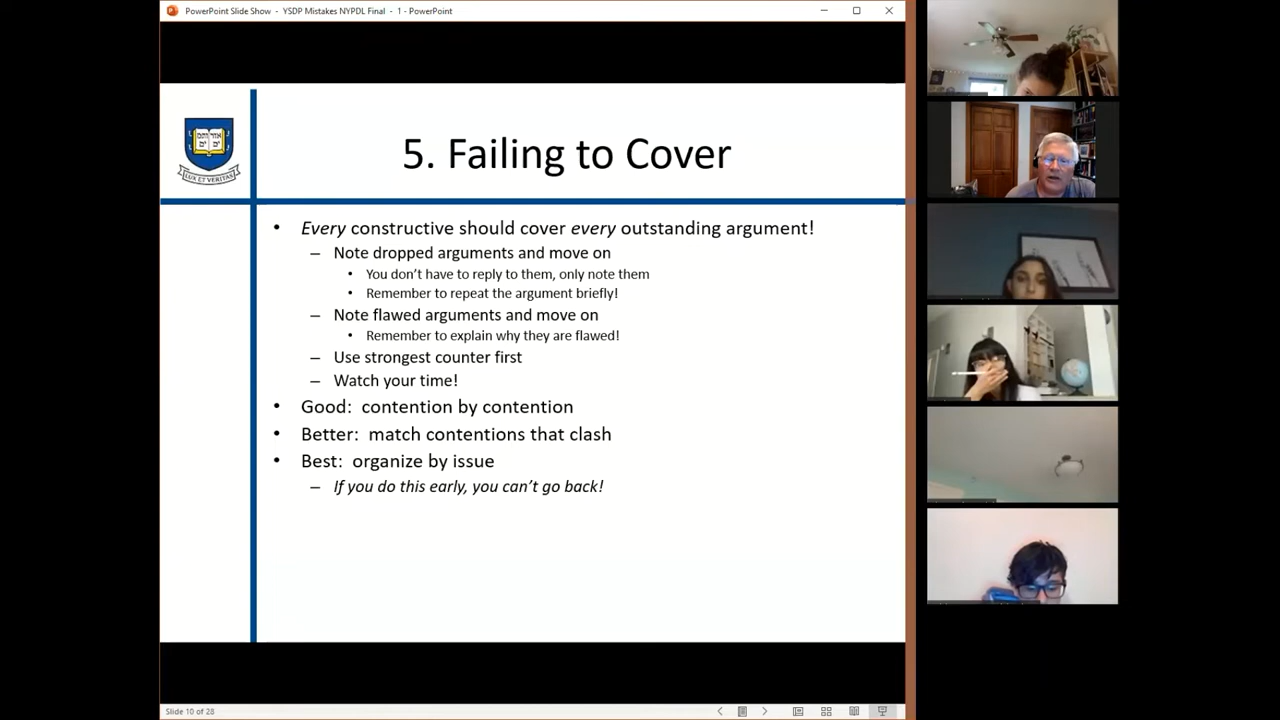 PowerPoint Slide Show - YSDP Mistakes NYPDL Final - 1 - PowerPoint
LUX ET VERITAS
5. Failing to Cover
• Every constructive should cover every outstanding argument!
– Note dropped arguments and move on
• You don't have to reply to them, only note them
• Remember to repeat the argument briefly!
– Note flawed arguments and move on
• Remember to explain why they are flawed!
– Use strongest counter first
– Watch your time!
• Good: contention by contention
• Better: match contentions that clash
• Best: organize by issue
– If you do this early, you can't go back!
Slide 10 of 28